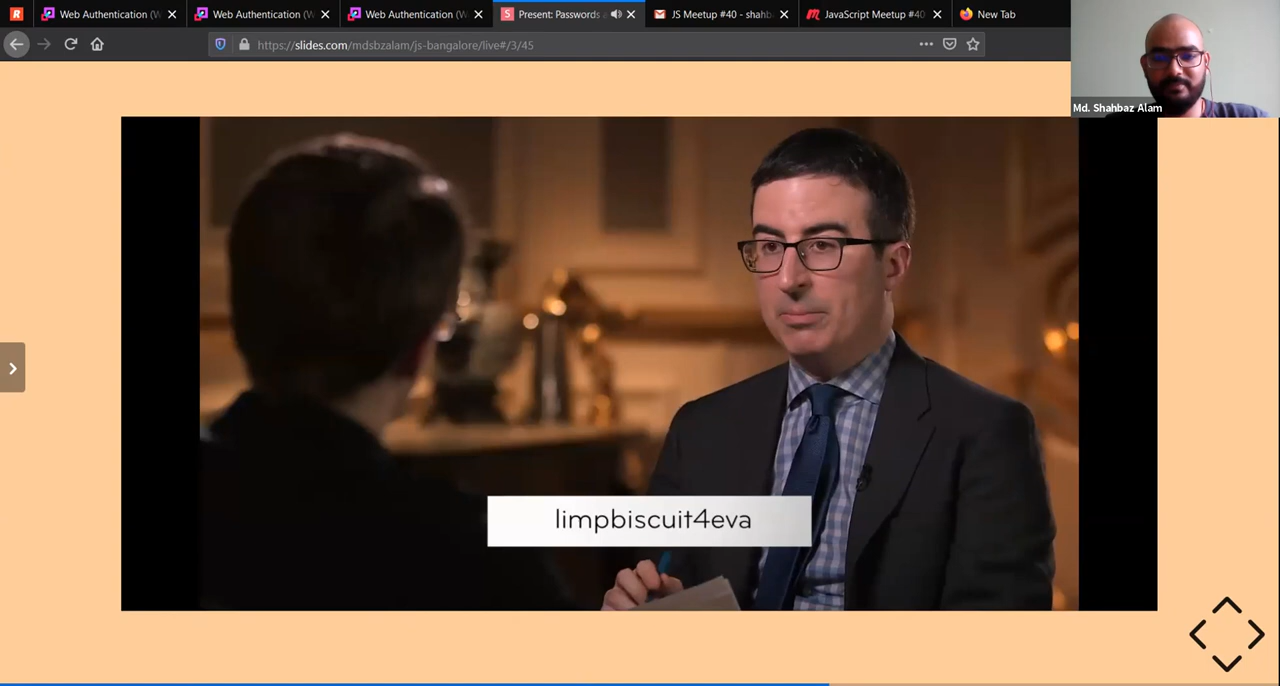 Web Authentication (W
Web Authentication (W
Web Authentication (W
Present: Passwords
JS Meetup #40 - shahb
JavaScript Meetup #40
New Tab
https://slides.com/mdsbzalam/js-bangalore/live#/3/45
Md. Shahbaz Alam
limpbiscuit4eva